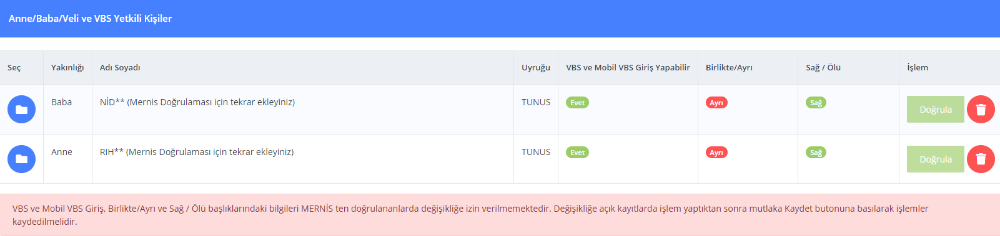 Anne/Baba/Veli ve VBS Yetkili Kişiler
Seç Yakınlığı Adı Soyadı Uyruğu VBS ve Mobil VBS Giriş Yapabilir Birlikte/Ayrı Sağ / Ölü İşlem
Baba NİD** (Mernis Doğrulaması için tekrar ekleyiniz) TUNUS Evet Ayrı Sağ Doğrula
Anne RIH** (Mernis Doğrulaması için tekrar ekleyiniz) TUNUS Evet Ayrı Sağ Doğrula
VBS ve Mobil VBS Giriş, Birlikte/Ayrı ve Sağ / Ölü başlıklarındaki bilgileri MERNİS ten doğrulananlarda değişikliğe izin verilmemektedir. Değişikliğe açık kayıtlarda işlem yaptıktan sonra mutlaka Kaydet butonuna basılarak işlemler
kaydedilmelidir.